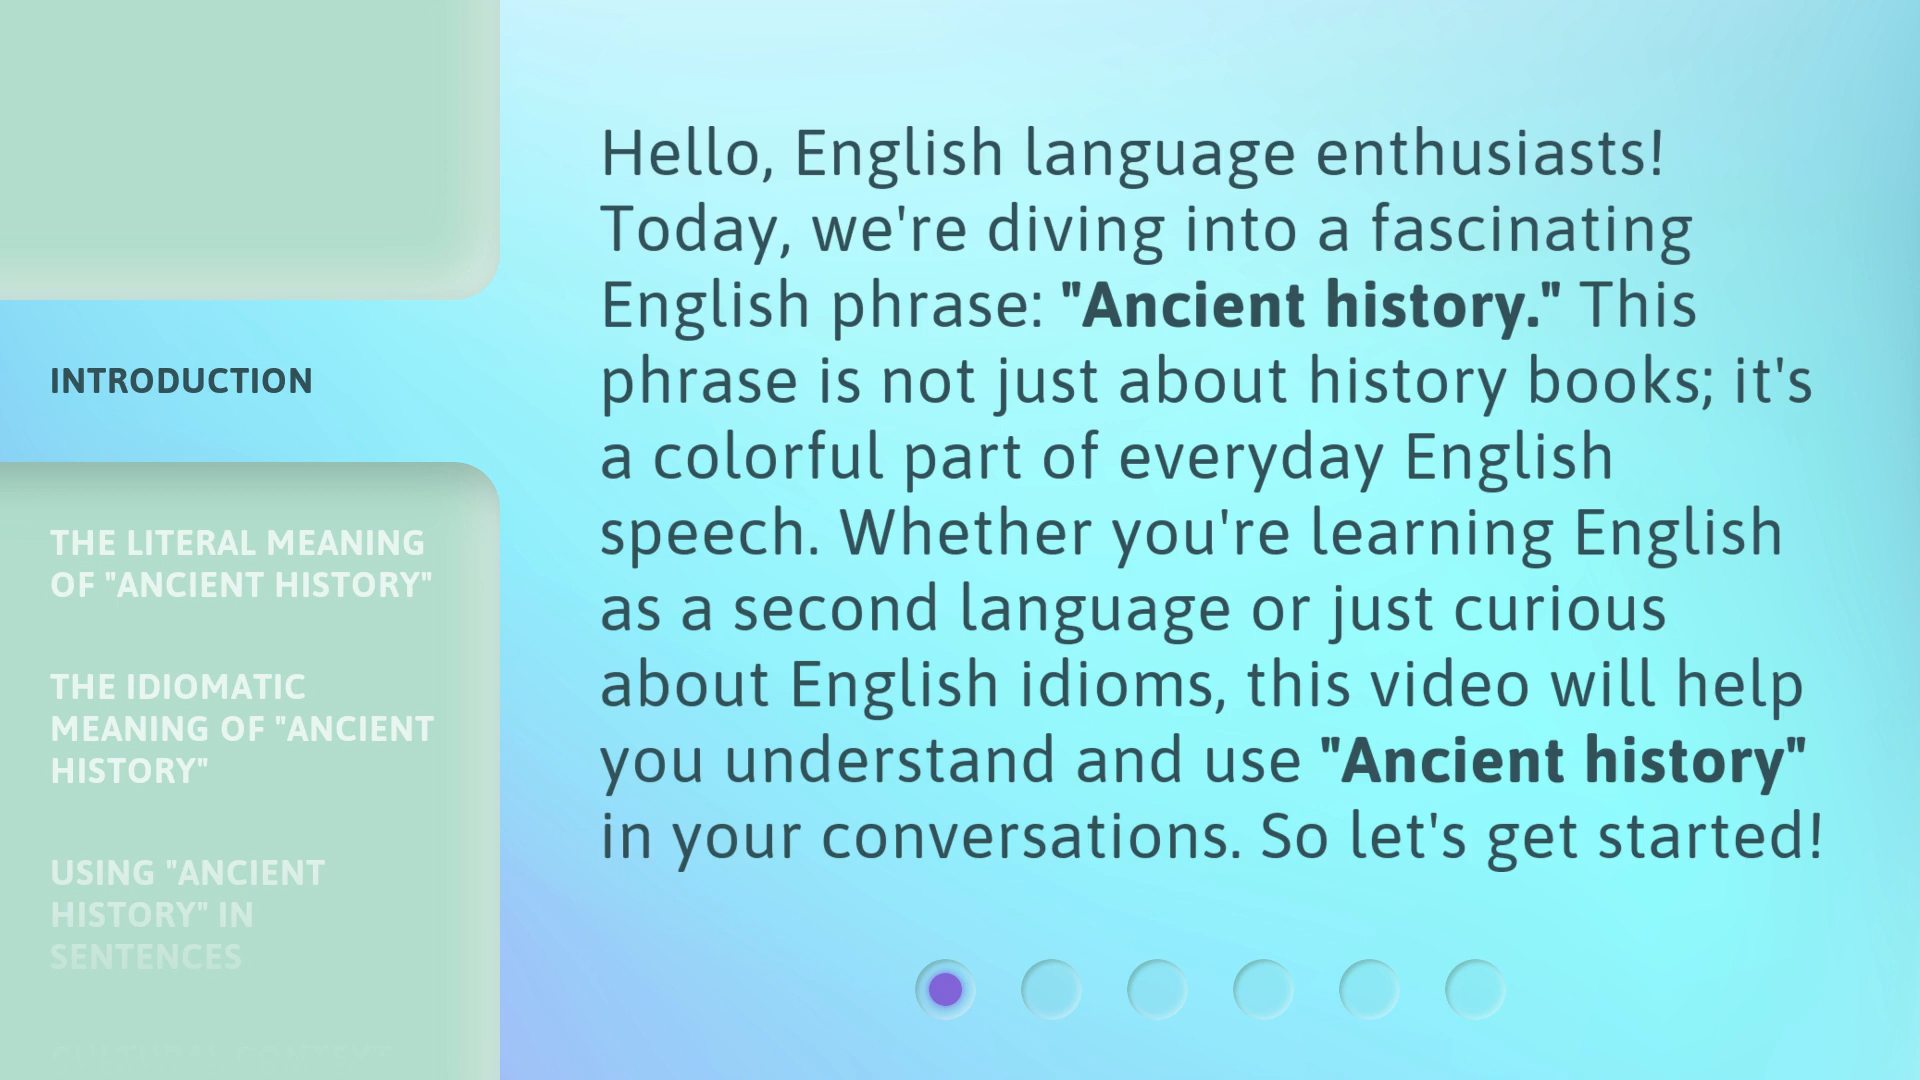 INTRODUCTION
THE LITERAL MEANING
OF "ANCIENT HISTORY"
THE IDIOMATIC
MEANING OF "ANCIENT
HISTORY"
USING "ANCIENT
HISTORY" IN
SENTENCES
CULTURAL CONTEXT
Hello, English language enthusiasts!
Today, we're diving into a fascinating
English phrase: "Ancient history." This
phrase is not just about history books; it's
a colorful part of everyday English
speech. Whether you're learning English
as a second language or just curious
about English idioms, this video will help
you understand and use "Ancient history"
in your conversations. So let's get started!